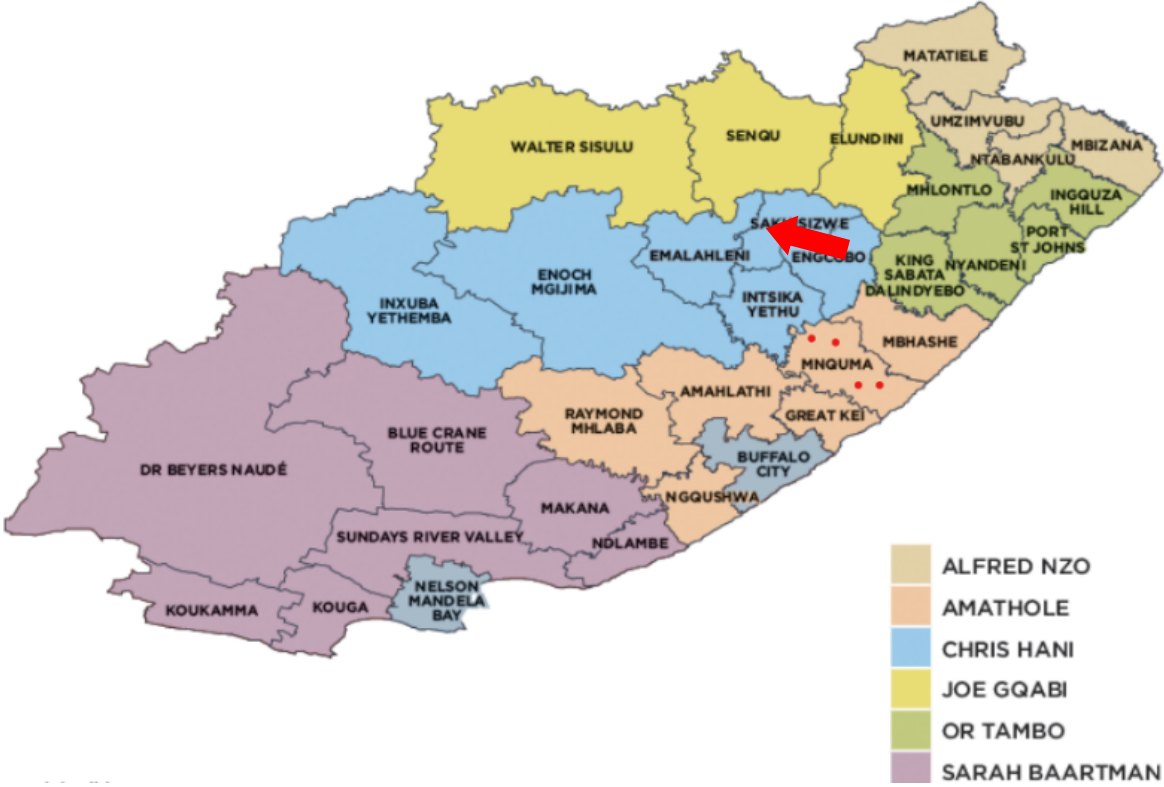 MATATIELE
UMZIMVUBU
MBIZANA
NTABANKULU
SENQU
ELUNDINI
WALTER SISULU
MHLONTLO
INGQUZA
HILL
PORT
ST JOHNS
NYANDENI
KING
SABATA
DALINDYEBO
SIZWE
ENGCOBO
EMALAHLENI
ENOCH
MGIJIMA
INTSIKA
YETHU
INXUBA
YETHEMBA
MBHASHE
MNQUMA
AMAHLATHI
GREAT KEI
RAYMOND
MHLABA
BUFFALO
CITY
NGQUSHWA
BLUE CRANE
ROUTE
DR BEYERS NAUDÉ
MAKANA
SUNDAYS RIVER VALLEY
NDLAMBE
NELSON
MANDELA
BAY
KOUKAMMA
KOUGA
ALFRED NZO
AMATHOLE
CHRIS HANI
JOE GQABI
OR TAMBO
SARAH BAARTMAN